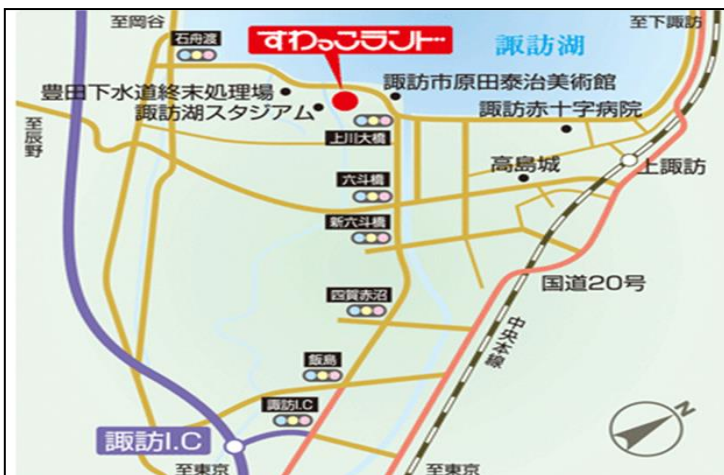 至岡谷
至下諏訪
石舟渡
すわっこランド
諏訪湖
豊田下水道終末処理場
諏訪市原田泰治美術館
諏訪湖スタジアム
諏訪赤十字病院
至辰野
上川大橋
高島城
上諏訪
六斗橋
新六斗橋
国道20号
四賀赤沼
中央本線
飯島
諏訪I.C
諏訪I.C
N
至東京
至東京